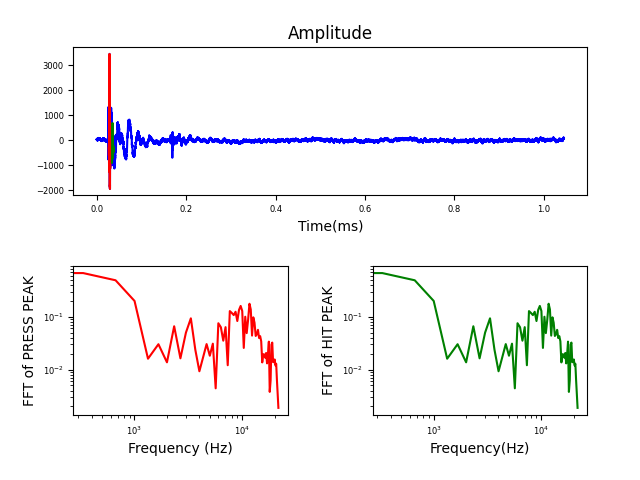 Amplitude
3000
2000
1000
0
−1000
−2000
0.0 0.2 0.4 0.6 0.8 1.0
Time(ms)
FFT of PRESS PEAK
10⁻¹
10⁻²
10³ 10⁴
Frequency (Hz)
FFT of HIT PEAK
10⁻¹
10⁻²
10³ 10⁴
Frequency(Hz)